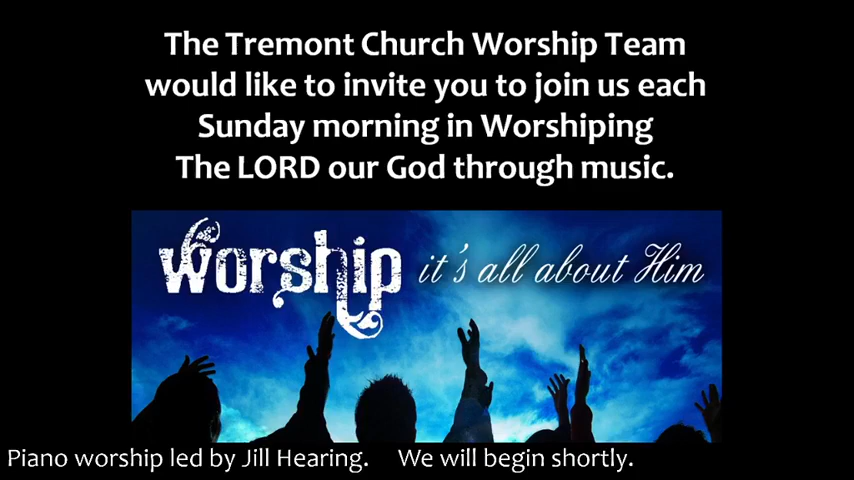 The Tremont Church Worship Team
would like to invite you to join us each
Sunday morning in Worshiping
The LORD our God through music.
worship it's all about Him
Piano worship led by Jill Hearing. We will begin shortly.